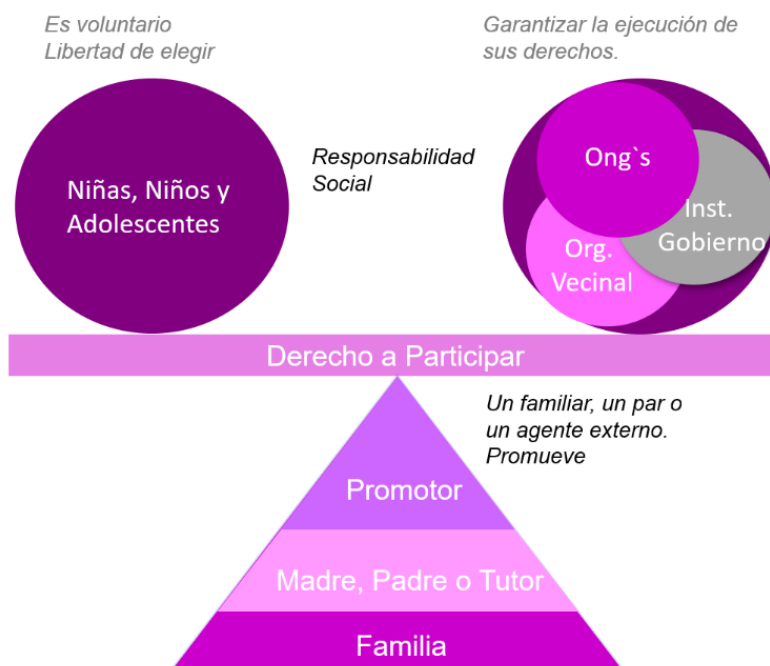 Es voluntario
Libertad de elegir
Garantizar la ejecución de
sus derechos.
Niñas, Niños y
Adolescentes
Responsabilidad
Social
Ong`s
Inst.
Gobierno
Org.
Vecinal
Derecho a Participar
Un familiar, un par o
un agente externo.
Promueve
Promotor
Madre, Padre o Tutor
Familia